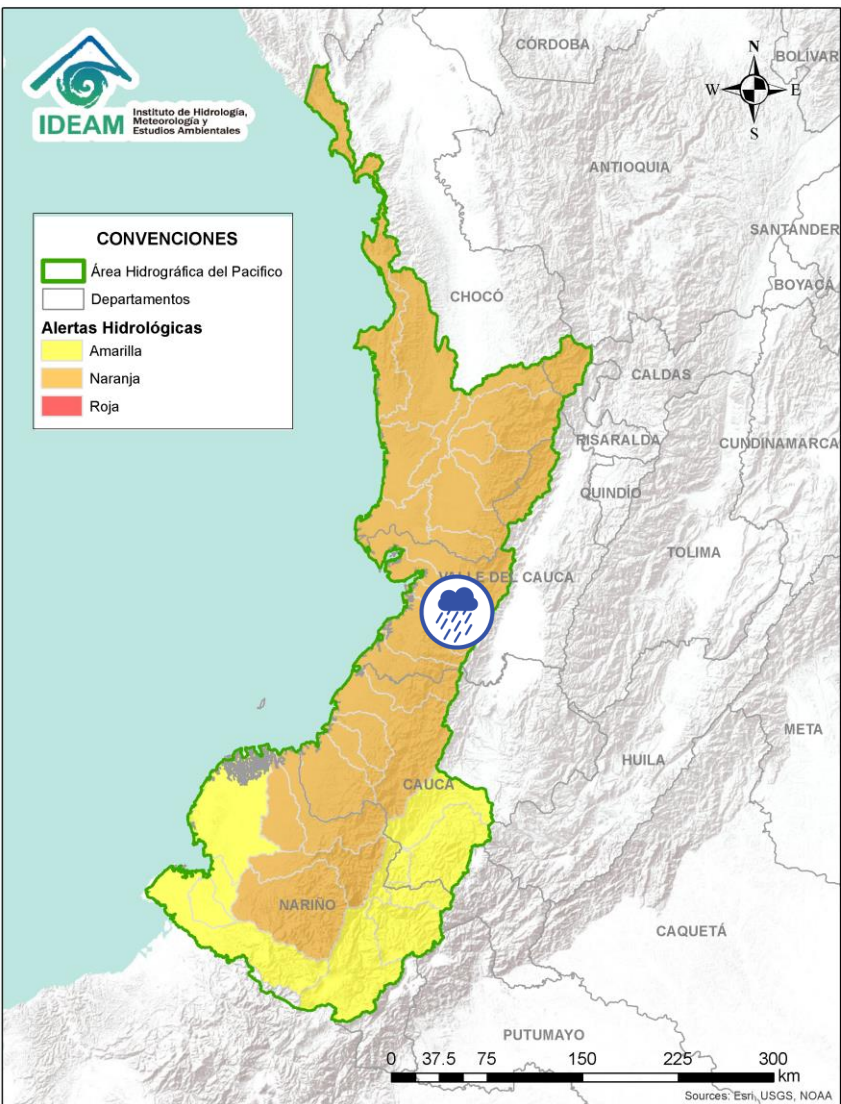 IDEAM
Instituto de Hidrología,
Meteorología y
Estudios Ambientales
CÓRDOBA
BOLÍVAR
N
W
E
S
ANTIOQUIA
SANTANDER
BOYACÁ
CONVENCIONES
Área Hidrográfica del Pacifico
Departamentos
Alertas Hidrológicas
Amarilla
Naranja
Roja
CHOCÓ
CALDAS
RISARALDA
CUNDINAMARCA
QUINDÍO
TOLIMA
VALLE DEL CAUCA
META
HUILA
CAUCA
NARIÑO
CAQUETÁ
PUTUMAYO
0 37.5 75 150 225 300
km
Sources: Esri, USGS, NOAA